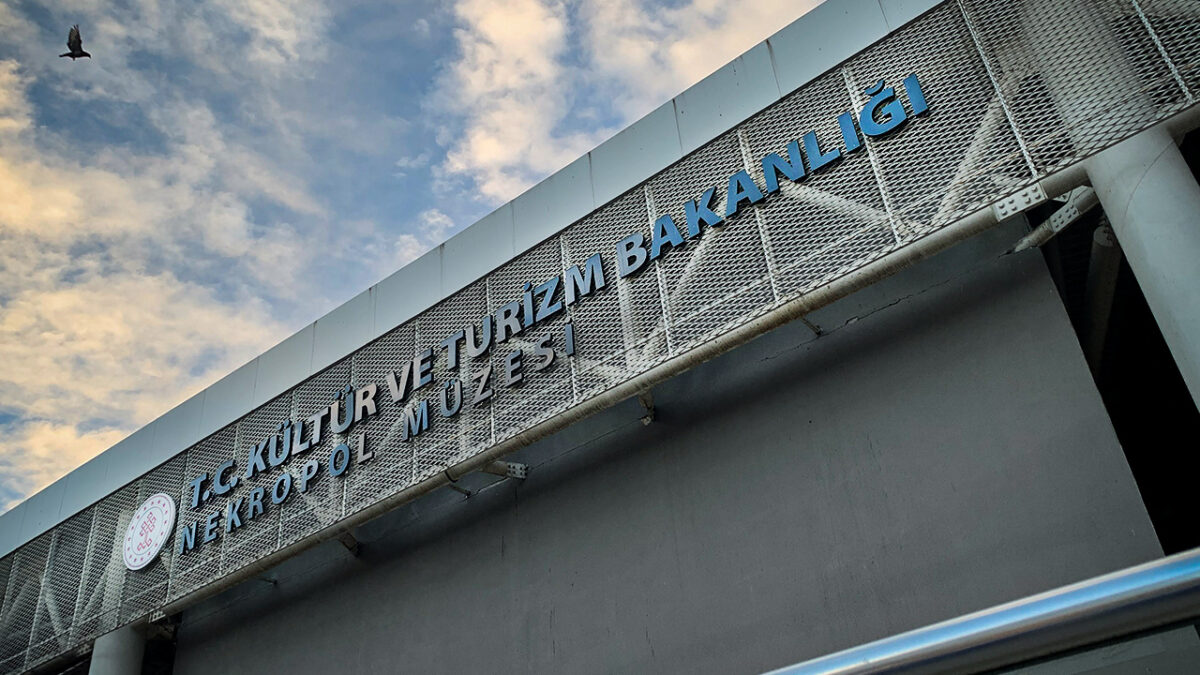 T.C. KÜLTÜR VE TURİZM BAKANLIĞI
NEKROPOL MÜZESİ